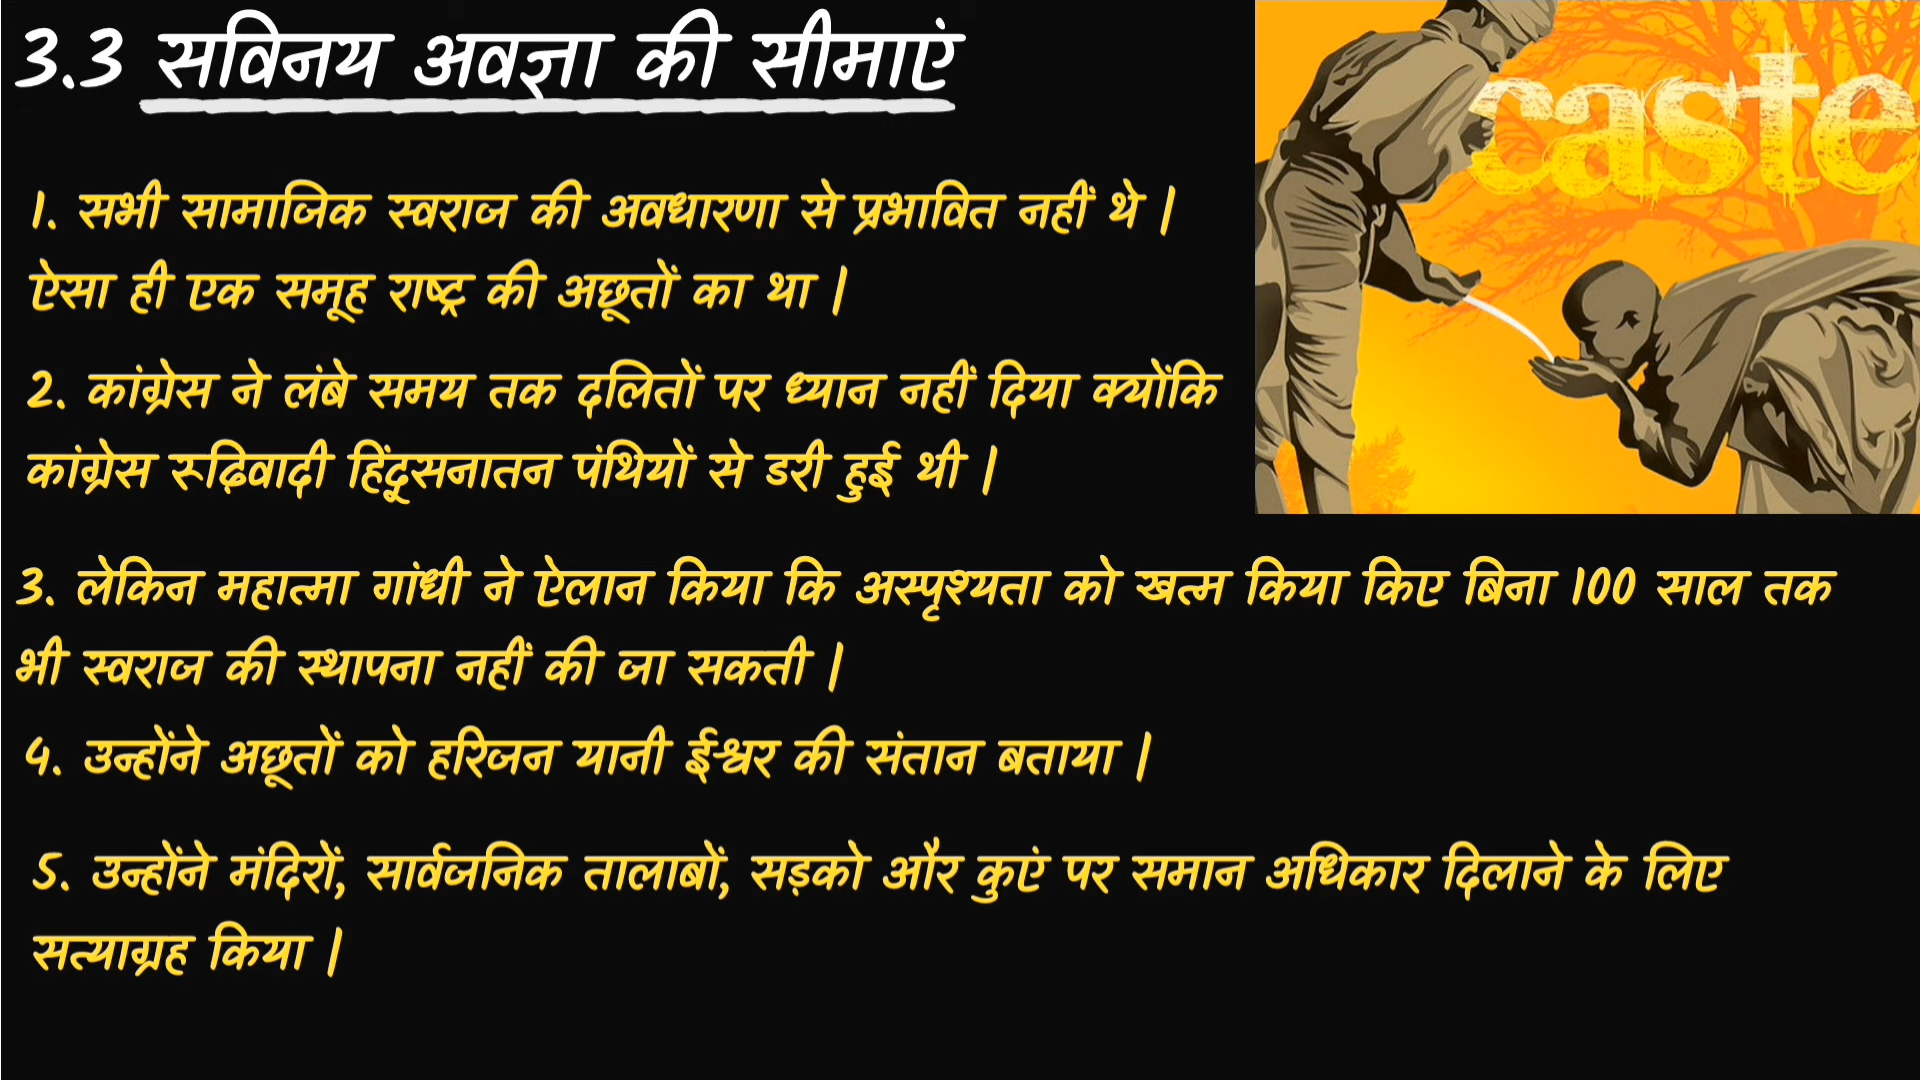 3.3 सविनय अवज्ञा की सीमाएं
caste
1. सभी सामाजिक स्वराज की अवधारणा से प्रभावित नहीं थे |
ऐसा ही एक समूह राष्ट्र की अछूतों का था |
2. कांग्रेस ने लंबे समय तक दलितों पर ध्यान नहीं दिया क्योंकि
कांग्रेस रूढ़िवादी हिंदूसनातन पंथियों से डरी हुई थी |
3. लेकिन महात्मा गांधी ने ऐलान किया कि अस्पृश्यता को खत्म किया किए बिना 100 साल तक
भी स्वराज की स्थापना नहीं की जा सकती |
4. उन्होंने अछूतों को हरिजन यानी ईश्वर की संतान बताया |
5. उन्होंने मंदिरों, सार्वजनिक तालाबों, सड़को और कुएं पर समान अधिकार दिलाने के लिए
सत्याग्रह किया |